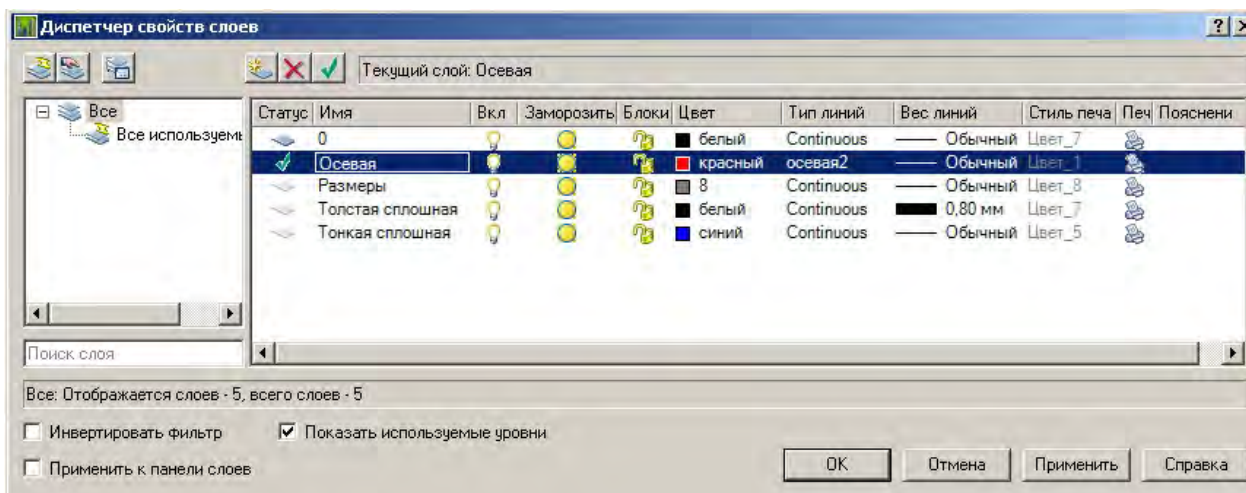 Диспетчер свойств слоев
Текущий слой: Осевая
Все
Все используемы
Статус Имя Вкл Заморозить Блоки Цвет Тип линий Вес линий Стиль печа Печ Пояснени
0 белый Continuous Обычный Цвет_7
Осевая красный осевая2 Обычный Цвет_1
Размеры 8 Continuous Обычный Цвет_8
Толстая сплошная белый Continuous 0,80 мм Цвет_7
Тонкая сплошная синий Continuous Обычный Цвет_5
Поиск слоя
Все: Отображается слоев - 5, всего слоев - 5
Инвертировать фильтр Показать используемые уровни
Применить к панели слоев
OK Отмена Применить Справка